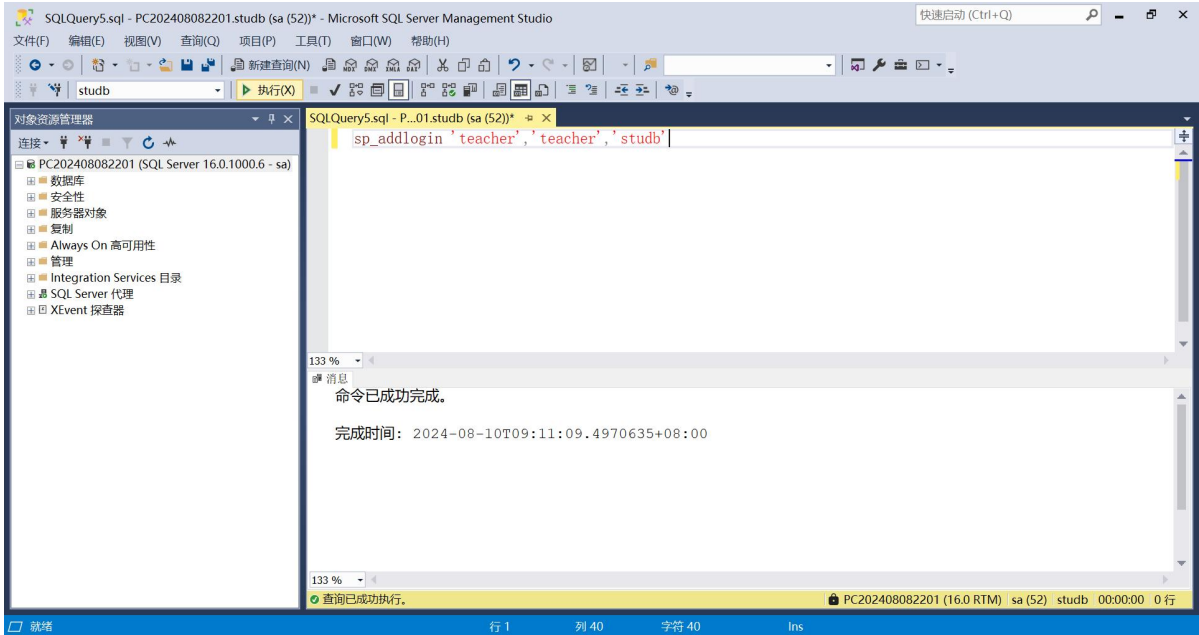 SQLQuery5.sql - PC202408082201.studb (sa (52))* - Microsoft SQL Server Management Studio
快速启动 (Ctrl+Q)
文件(F) 编辑(E) 视图(V) 查询(Q) 项目(P) 工具(T) 窗口(W) 帮助(H)
新建查询(N) MDX DMX XMLA DAX
studb 执行(X)
对象资源管理器
SQLQuery5.sql - P...01.studb (sa (52))*
连接
sp_addlogin 'teacher','teacher','studb'
PC202408082201 (SQL Server 16.0.1000.6 - sa)
数据库
安全性
服务器对象
复制
Always On 高可用性
管理
Integration Services 目录
SQL Server 代理
XEvent 探查器
133 %
消息
命令已成功完成。
完成时间: 2024-08-10T09:11:09.4970635+08:00
133 %
查询已成功执行。 PC202408082201 (16.0 RTM) sa (52) studb 00:00:00 0 行
就绪 行 1 列 40 字符 40 Ins